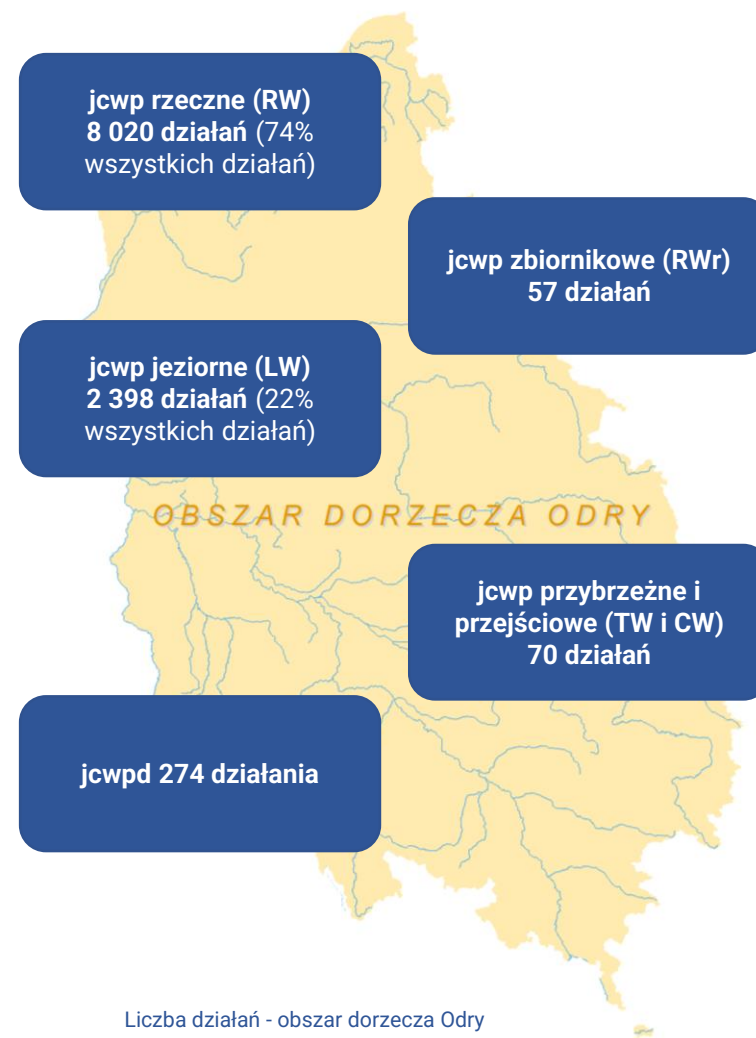 jcwp rzeczne (RW)
8 020 działań (74%
wszystkich działań)
jcwp zbiornikowe (RWr)
57 działań
jcwp jeziorne (LW)
2 398 działań (22%
wszystkich działań)
OBSZAR DORZECZA ODRY
jcwp przybrzeżne i
przejściowe (TW i CW)
70 działań
jcwpd 274 działania
Liczba działań - obszar dorzecza Odry